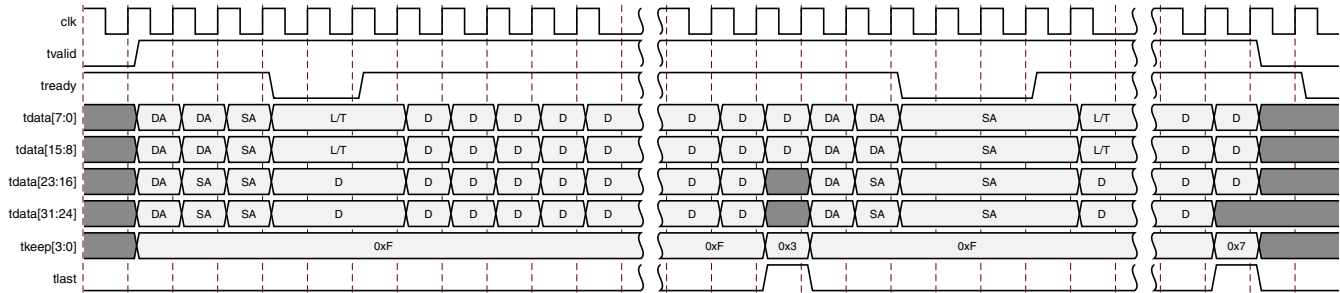 clk
tvalid
tready
tdata[7:0] DA DA SA L/T D D D D D D D D DA DA SA L/T D D
tdata[15:8] DA DA SA L/T D D D D D D D D DA DA SA L/T D D
tdata[23:16] DA SA SA D D D D D D D D DA SA SA D D D
tdata[31:24] DA SA SA D D D D D D D D DA SA SA D D
tkeep[3:0] 0xF 0xF 0x3 0xF 0x7
tlast